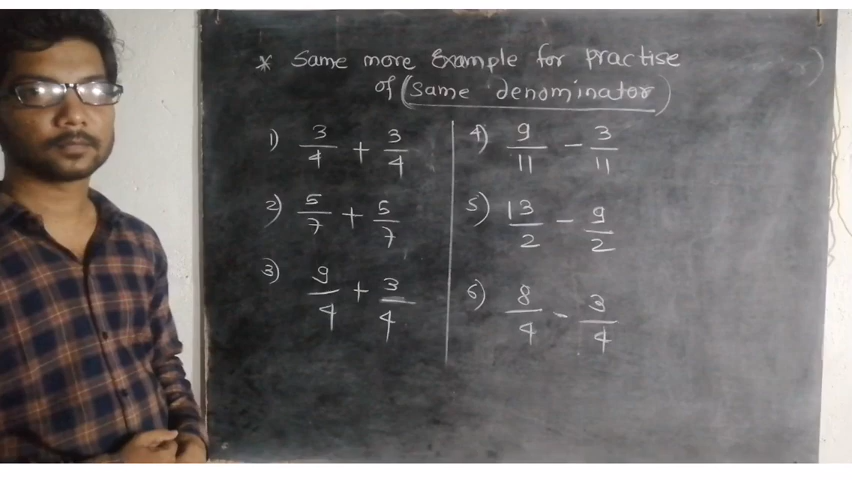 * Same more Example for practise
of (Same denominator)
1) 3/4 + 3/4
2) 5/7 + 5/7
3) 9/4 + 3/4
4) 9/11 - 3/11
5) 13/2 - 9/2
6) 8/4 - 3/4